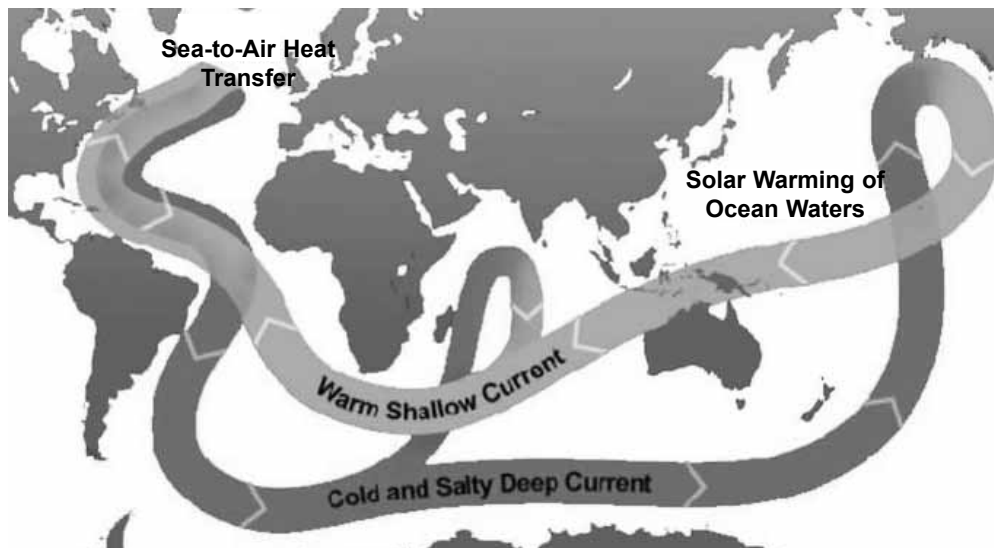 Sea-to-Air Heat
Transfer
Solar Warming of
Ocean Waters
Warm Shallow Current
Cold and Salty Deep Current